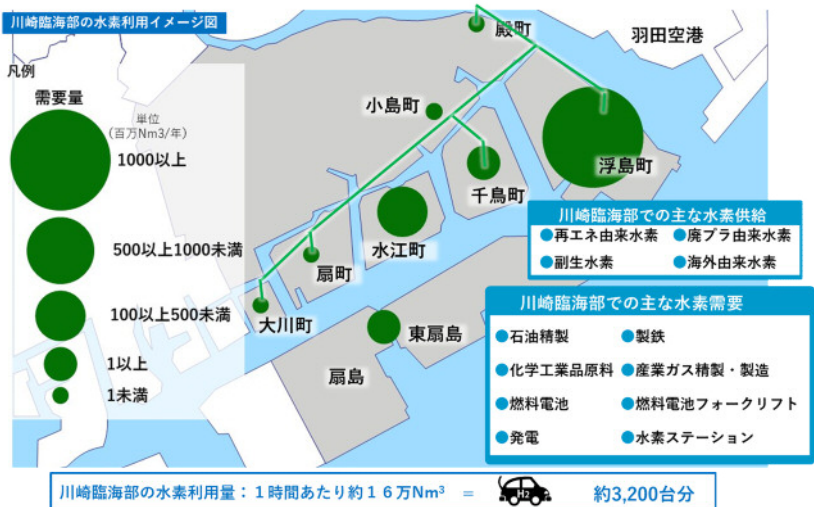 川崎臨海部の水素利用イメージ図
凡例
需要量
単位
(百万Nm3/年)
1000以上
500以上1000未満
100以上500未満
1以上
1未満
殿町
羽田空港
小島町
浮島町
千鳥町
水江町
扇町
大川町
東扇島
扇島
川崎臨海部での主な水素供給
●再エネ由来水素 ●廃プラ由来水素
●副生水素 ●海外由来水素
川崎臨海部での主な水素需要
●石油精製 ●製鉄
●化学工業品原料 ●産業ガス精製・製造
●燃料電池 ●燃料電池フォークリフト
●発電 ●水素ステーション
川崎臨海部の水素利用量：１時間あたり約１６万Nm³ = H2 約3,200台分